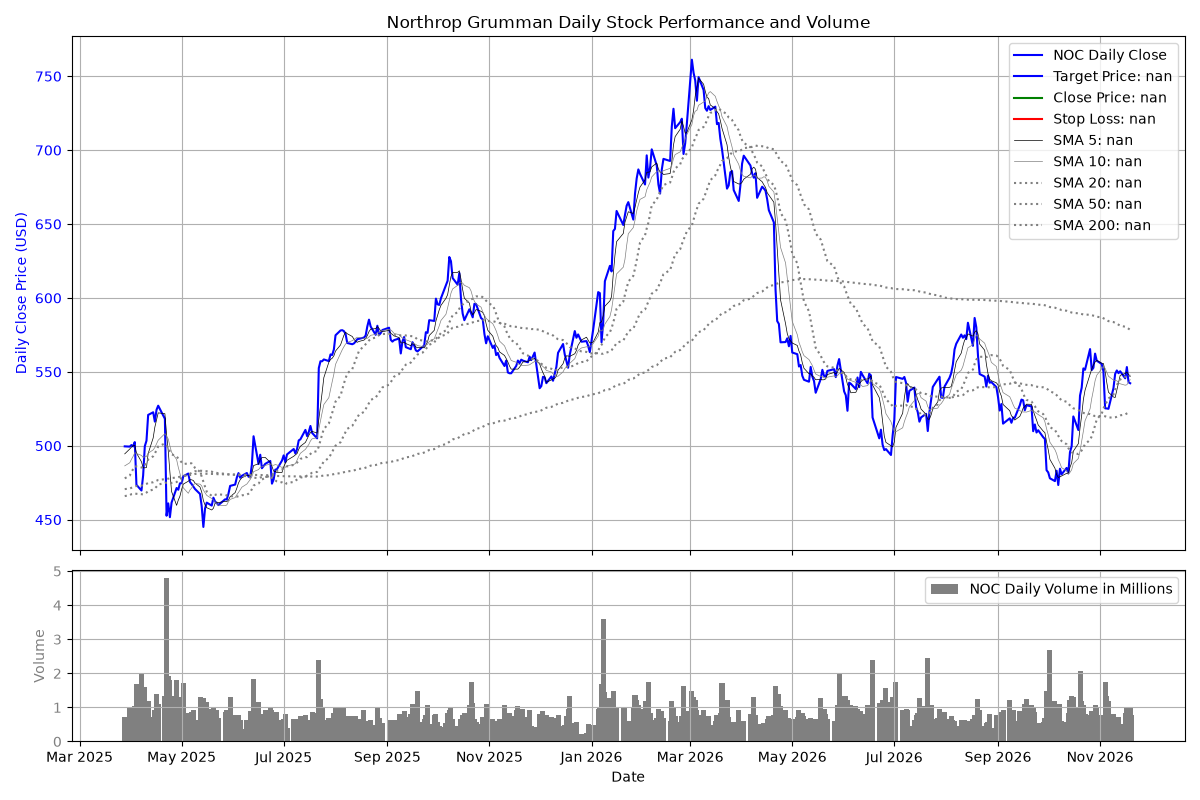 Northrop Grumman Daily Stock Performance and Volume
Daily Close Price (USD)
750
700
650
600
550
500
450
NOC Daily Close
Target Price: nan
Close Price: nan
Stop Loss: nan
SMA 5: nan
SMA 10: nan
SMA 20: nan
SMA 50: nan
SMA 200: nan
Volume
5
4
3
2
1
0
NOC Daily Volume in Millions
Mar 2025 May 2025 Jul 2025 Sep 2025 Nov 2025 Jan 2026 Mar 2026 May 2026 Jul 2026 Sep 2026 Nov 2026
Date